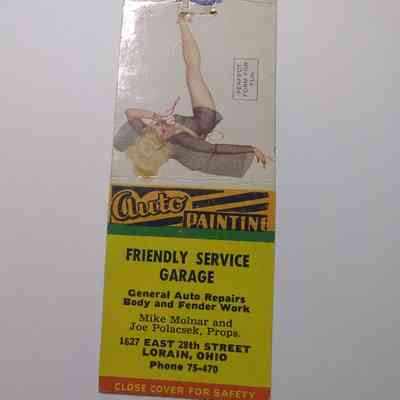 PERFECT
FORM FOR
FUN
Auto
PAINTING
FRIENDLY SERVICE
GARAGE
General Auto Repairs
Body and Fender Work
Mike Molnar and
Joe Polacsek, Props.
1627 EAST 28th STREET
LORAIN, OHIO
Phone 75-470
CLOSE COVER FOR SAFETY